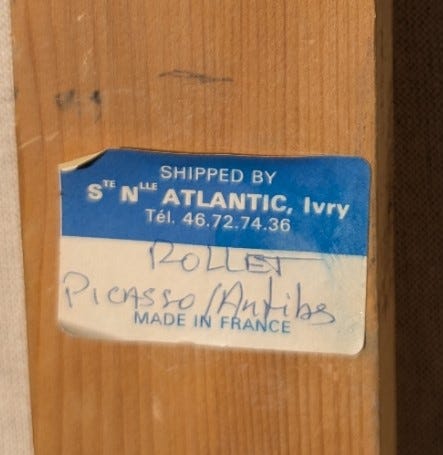 SHIPPED BY
STE NLLE ATLANTIC, Ivry
Tél. 46.72.74.36
ROLLET
Picasso/Antibes
MADE IN FRANCE